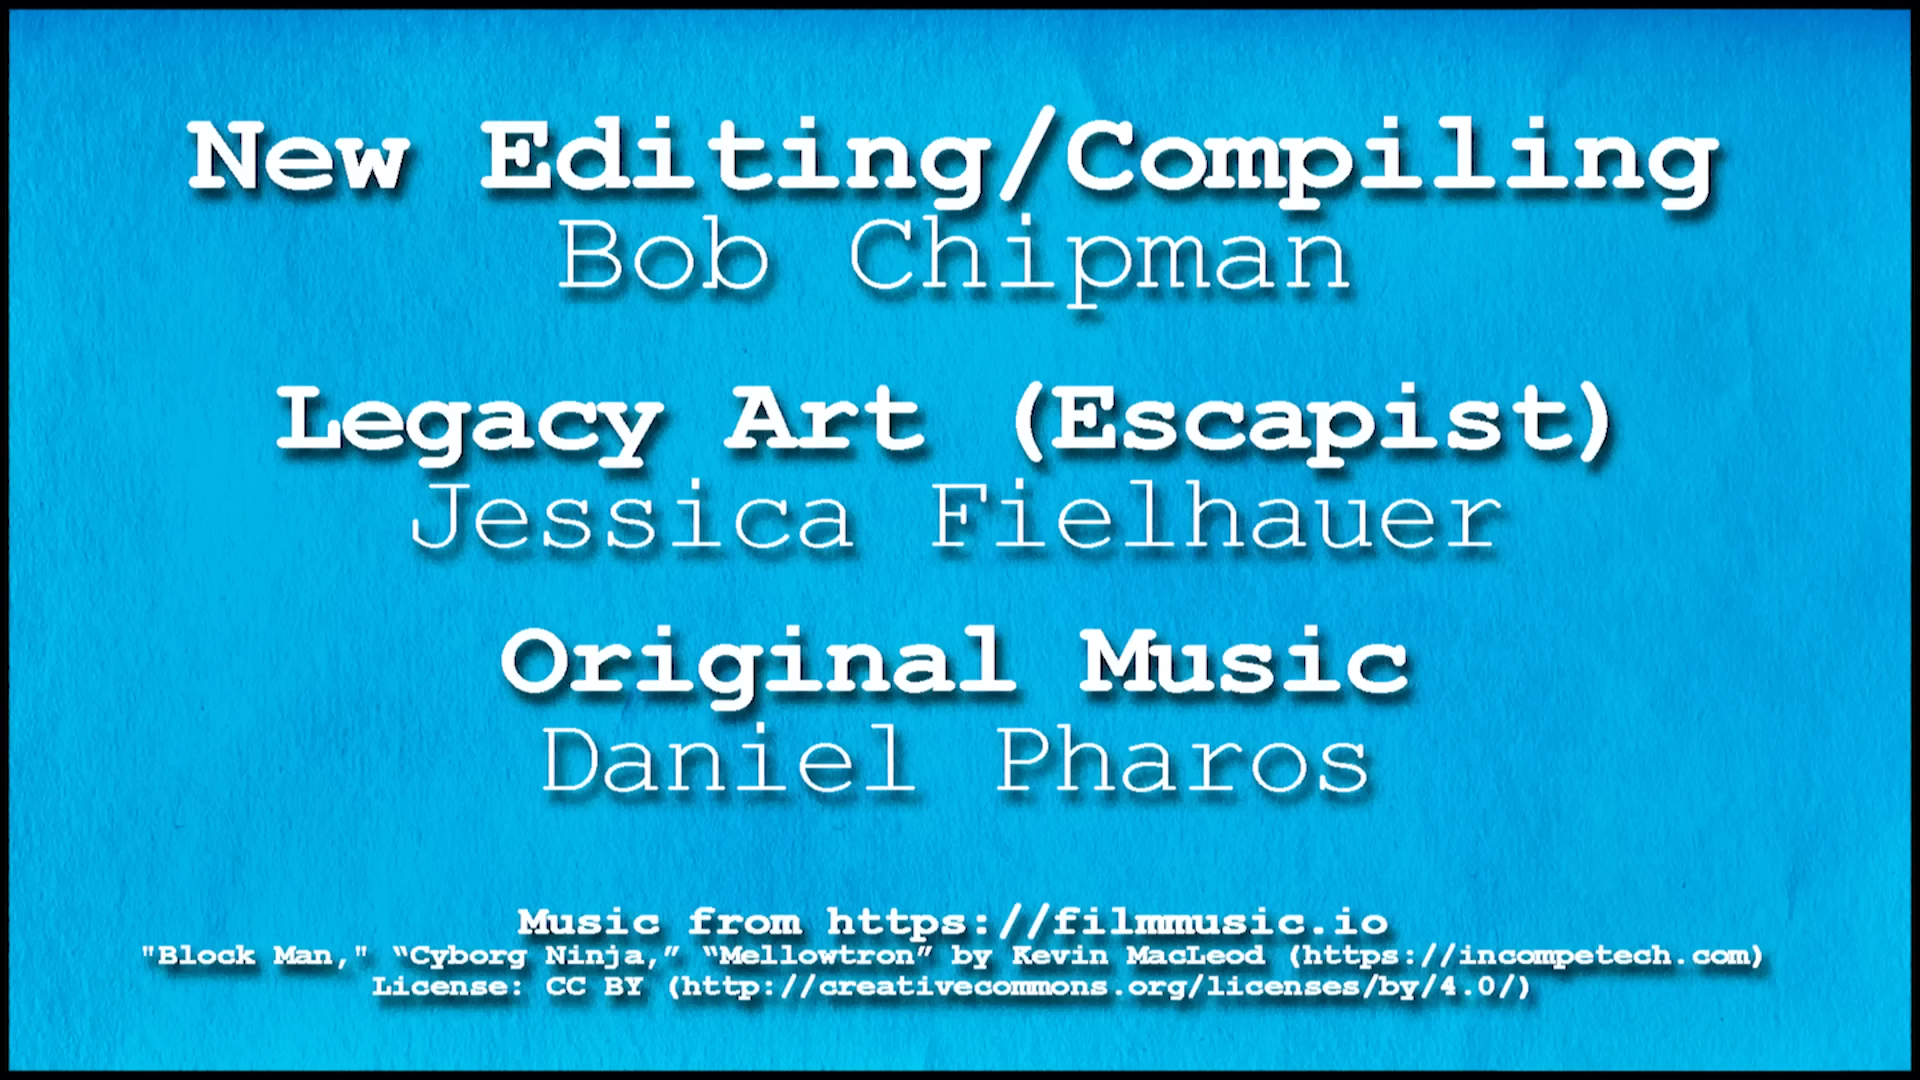 New Editing/Compiling
Bob Chipman
Legacy Art (Escapist)
Jessica Fielhauer
Original Music
Daniel Pharos
Music from https://filmmusic.io
"Block Man," “Cyborg Ninja,” “Mellowtron” by Kevin MacLeod (https://incompetech.com)
License: CC BY (http://creativecommons.org/licenses/by/4.0/)